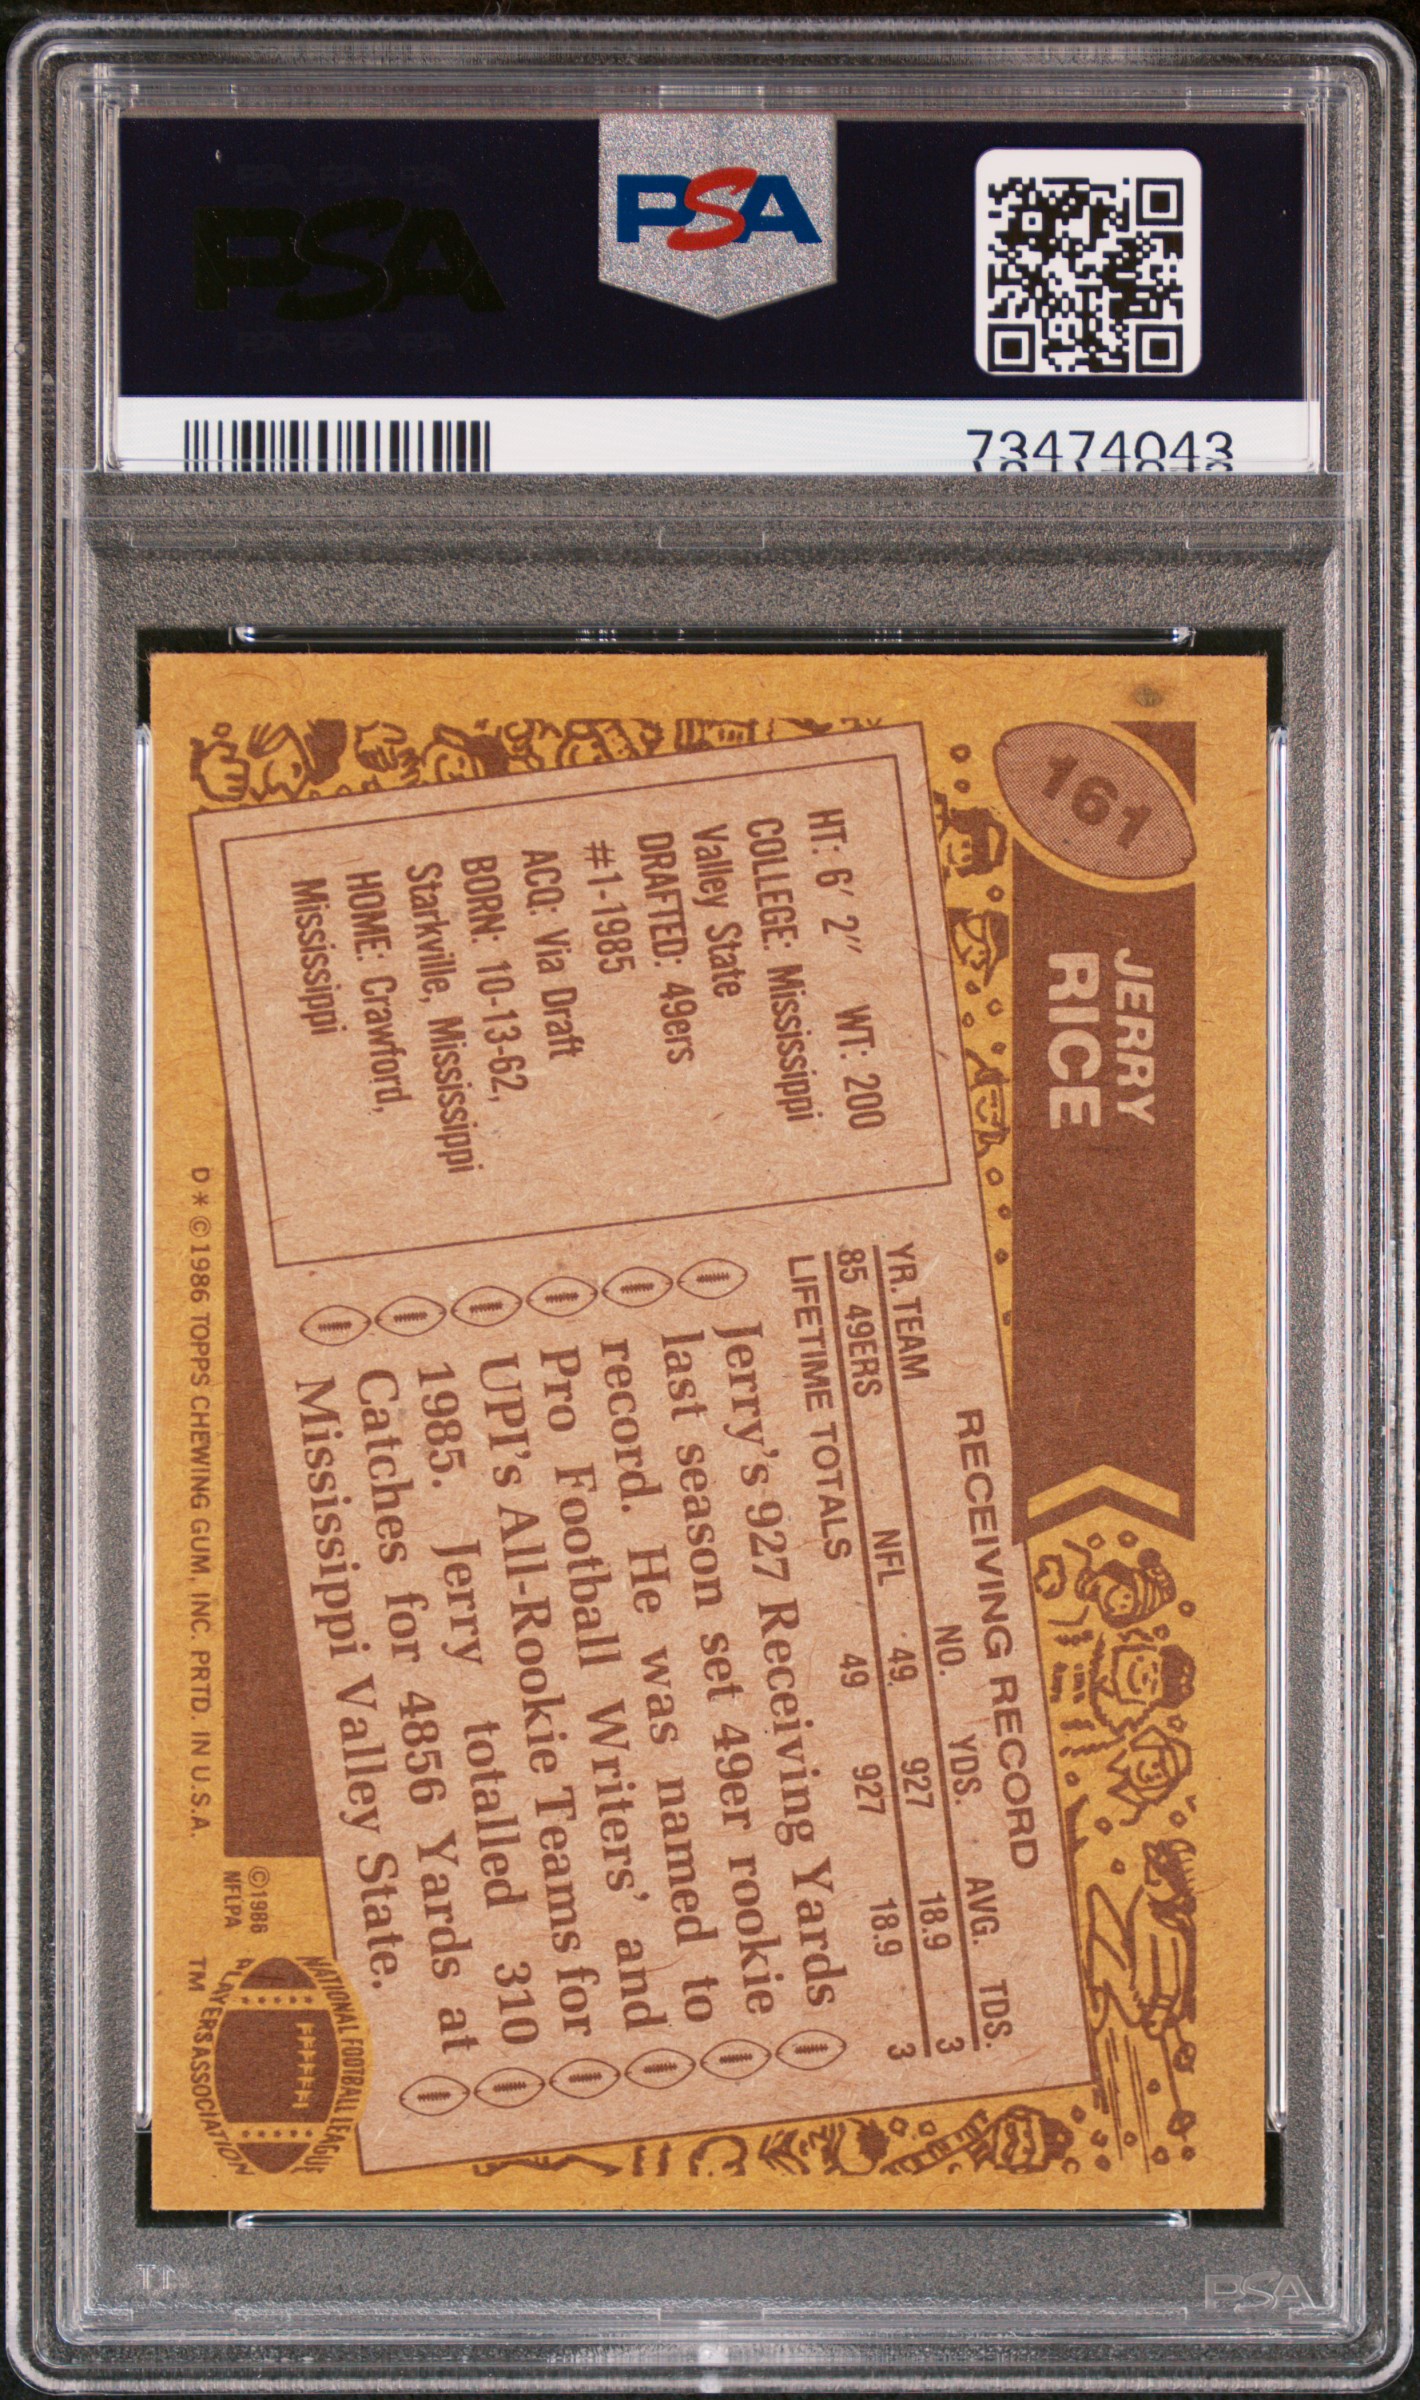 PSA
PSA
73474043
161
JERRY
RICE
HT: 6' 2" WT: 200
COLLEGE: Mississippi
Valley State
DRAFTED: 49ers
#1-1985
ACQ: Via Draft
BORN: 10-13-62,
Starkville, Mississippi
HOME: Crawford,
Mississippi
RECEIVING RECORD
YR. TEAM NO. YDS. AVG. TDS.
85 49ERS NFL 49 927 18.9 3
LIFETIME TOTALS 49 927 18.9 3
Jerry's 927 Receiving Yards
last season set 49er rookie
record. He was named to
Pro Football Writers' and
UPI's All-Rookie Teams for
1985. Jerry totalled 310
Catches for 4856 Yards at
Mississippi Valley State.
D * ©1986 TOPPS CHEWING GUM, INC. PRTD. IN U.S.A.
©1986
NFLPA
NATIONAL FOOTBALL LEAGUE
PLAYERS ASSOCIATION
TM
PSA